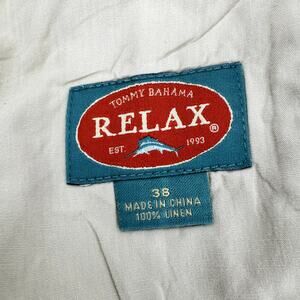 TOMMY BAHAMA
RELAX®
EST. 1993
38
MADE IN CHINA
100% LINEN